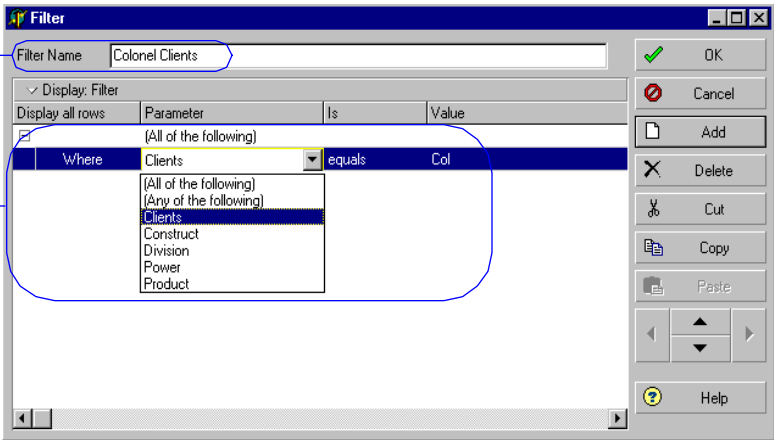 Filter
Filter Name Colonel Clients
Display: Filter
Display all rows Parameter Is Value
(All of the following)
Where Clients equals Col
(All of the following)
(Any of the following)
Clients
Construct
Division
Power
Product
OK
Cancel
Add
Delete
Cut
Copy
Paste
Help